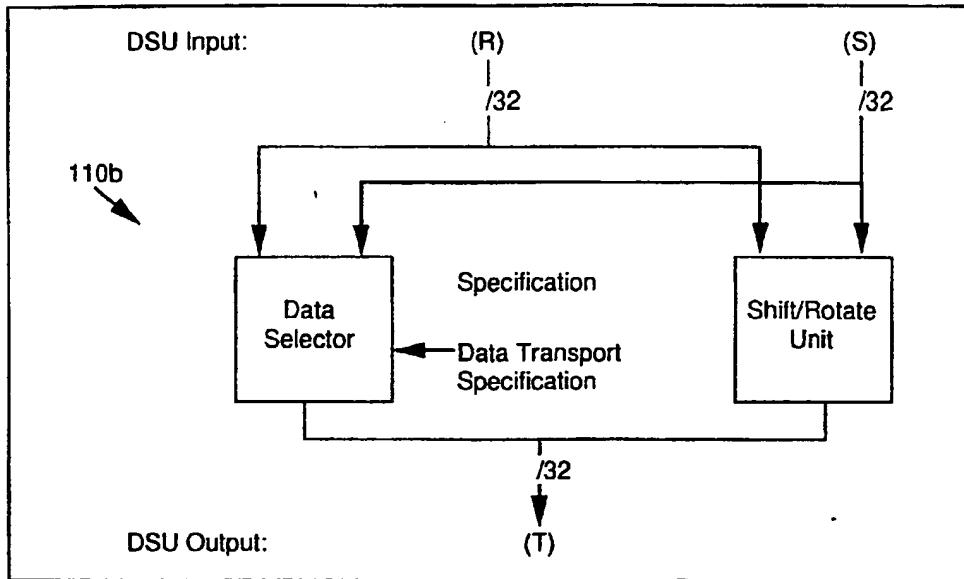 DSU Input: (R) (S)
/32 /32
110b
Data
Selector
Specification
Data Transport
Specification
Shift/Rotate
Unit
/32
DSU Output: (T)